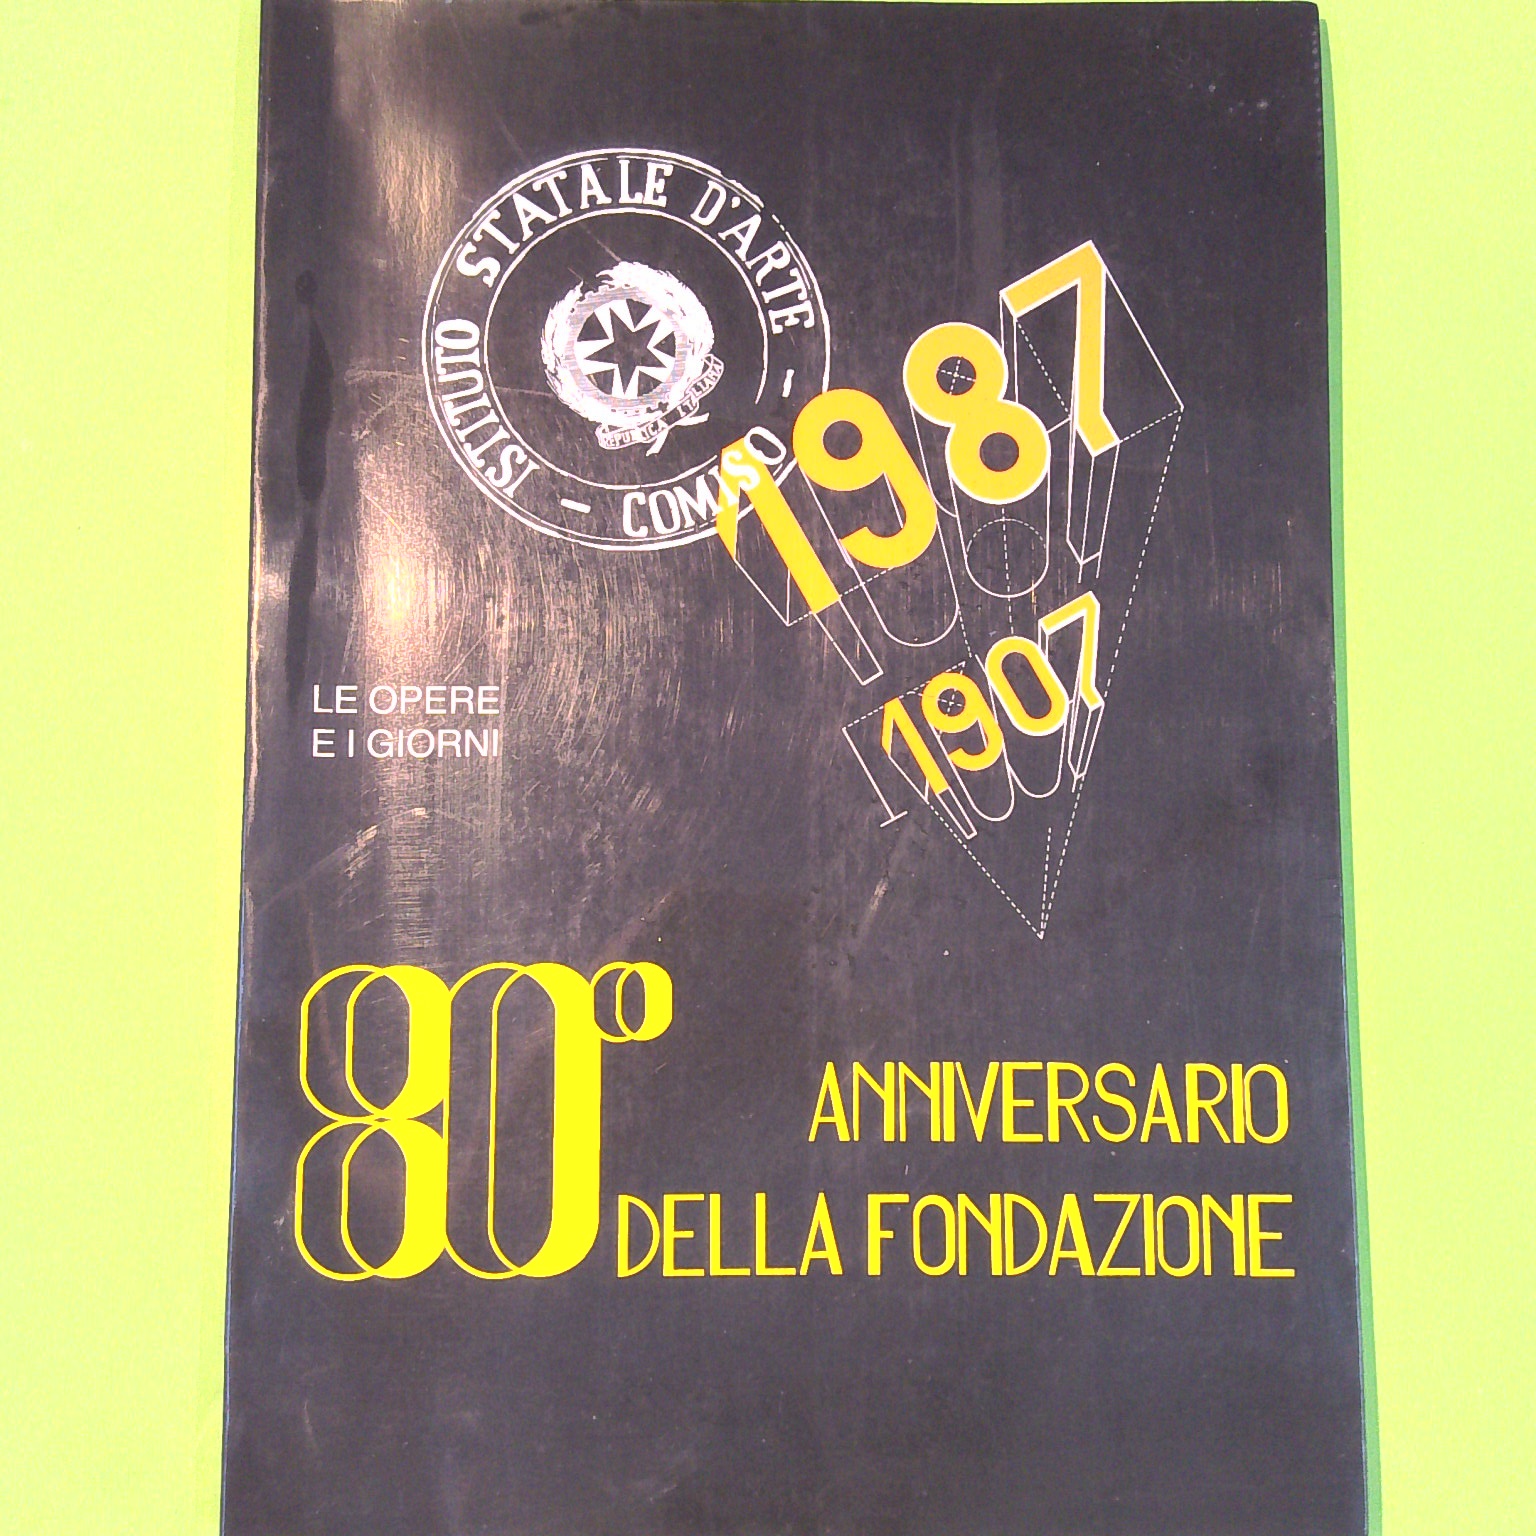 ISTITUTO STATALE D'ARTE - COMISO -
REPUBBLICA ITALIANA
1987
1907
LE OPERE
E I GIORNI
80°
ANNIVERSARIO
DELLA FONDAZIONE